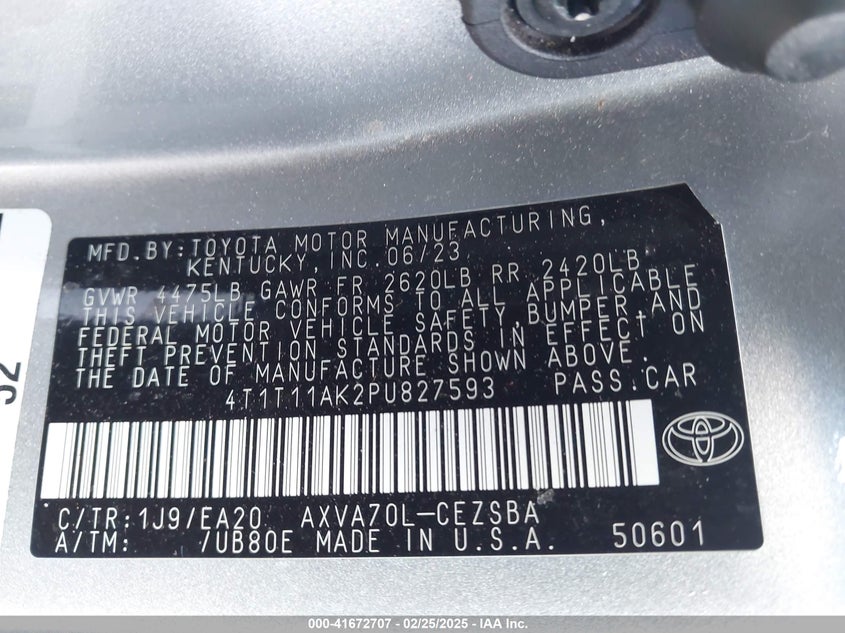 MFD.BY:TOYOTA MOTOR MANUFACTURING,
KENTUCKY, INC.06/23
GVWR 4475LB GAWR FR 2620LB RR 2420LB
THIS VEHICLE CONFORMS TO ALL APPLICABLE
FEDERAL MOTOR VEHICLE SAFETY,BUMPER,AND
THEFT PREVENTION STANDARDS IN EFFECT ON
THE DATE OF MANUFACTURE SHOWN ABOVE.
4T1T11AK2PU827593 PASS.CAR
C/TR:1J9/EA20 AXVA70L-CEZSBA
A/TM: /UB80E MADE IN U.S.A. 50601
000-41672707 - 02/25/2025 - IAA Inc.